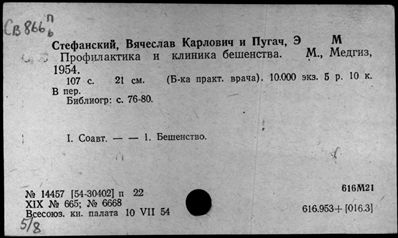 СВ 866 п/ь
Стефанский, Вячеслав Карлович и Пугач, Э М
Профилактика и клиника бешенства. М., Медгиз,
1954.
107 с. 21 см. (Б-ка практ. врача). 10.000 экз. 5 р. 10 к.
В пер.
Библиогр: с. 76-80.
I. Соавт. — — 1. Бешенство.
№ 14457 [54-30402] п 22
616М21
XIX № 665; № 6668
Всесоюз. кн. палата 10 VII 54
616.953+[016.3]
5/8